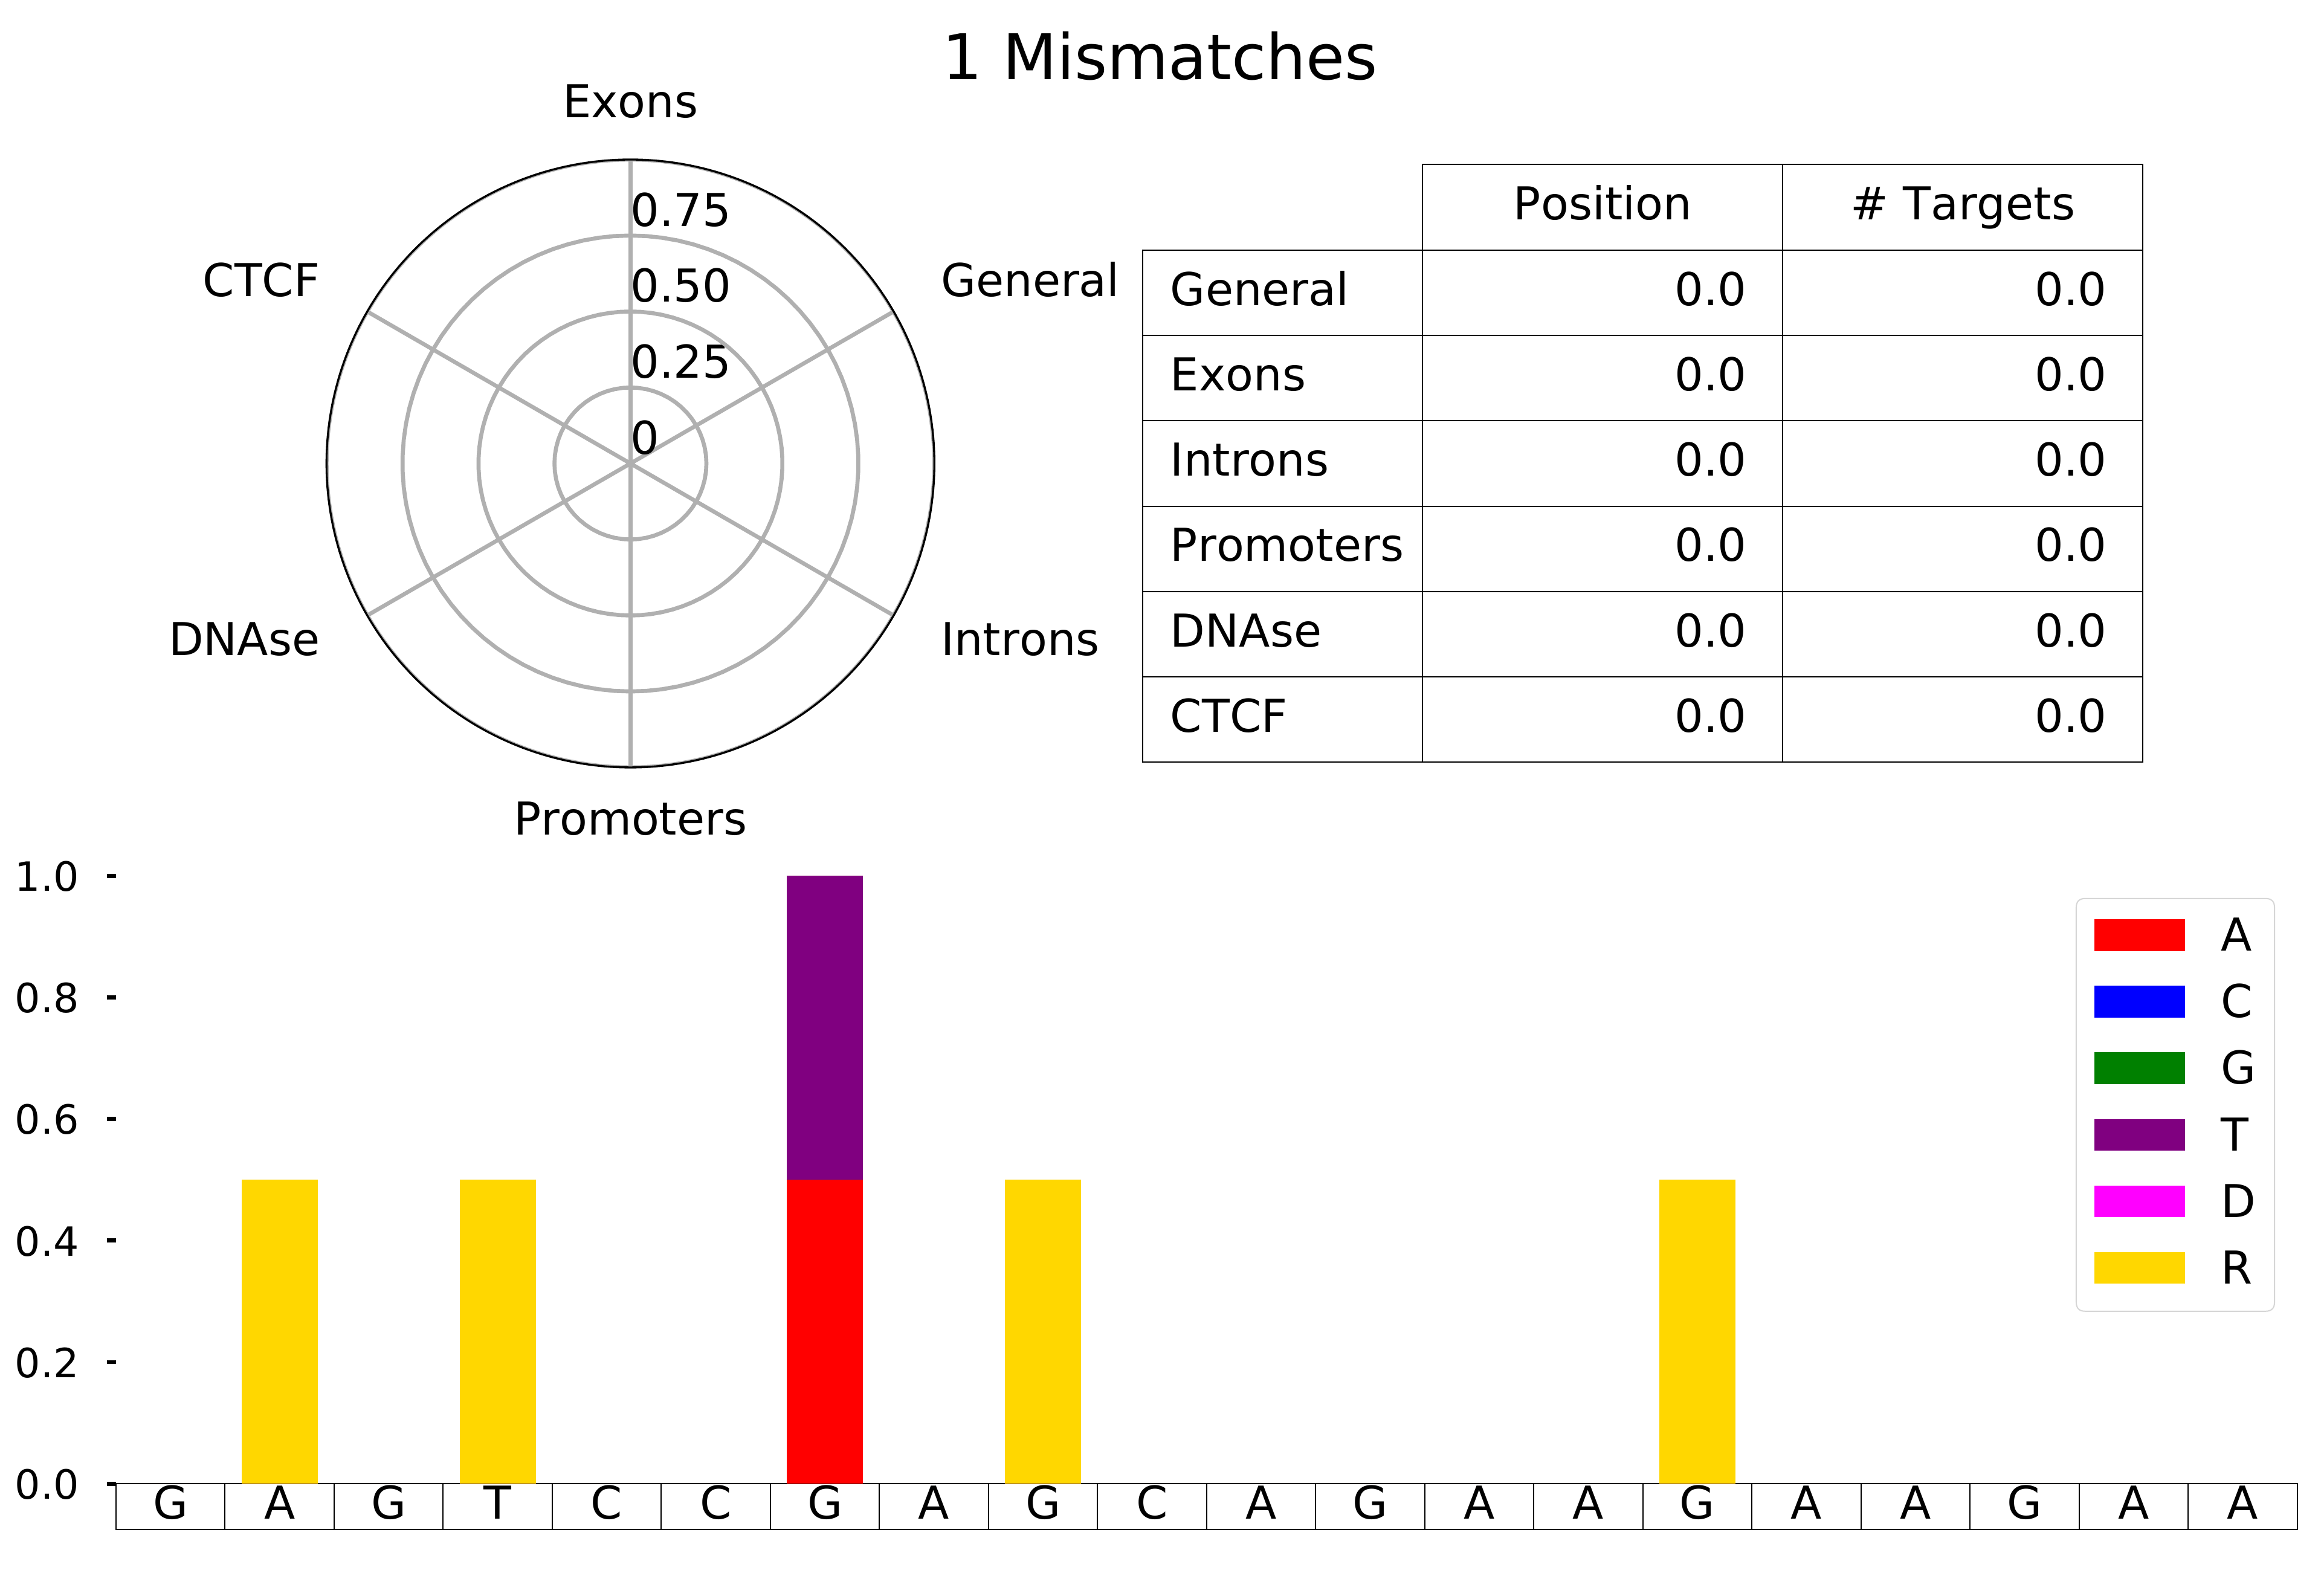 1 Mismatches
Exons
CTCF
General
DNAse
Introns
Promoters
0.75
0.50
0.25
0
Position # Targets
General 0.0 0.0
Exons 0.0 0.0
Introns 0.0 0.0
Promoters 0.0 0.0
DNAse 0.0 0.0
CTCF 0.0 0.0
1.0
0.8
0.6
0.4
0.2
0.0
A
C
G
T
D
R
G A G T C C G A G C A G A A G A A G A A